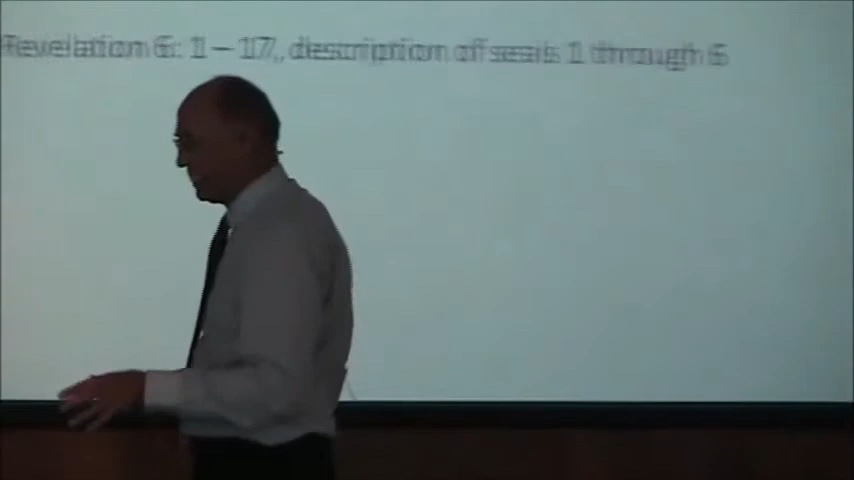 Revelation 6: 1 – 17, description of seals 1 through 6